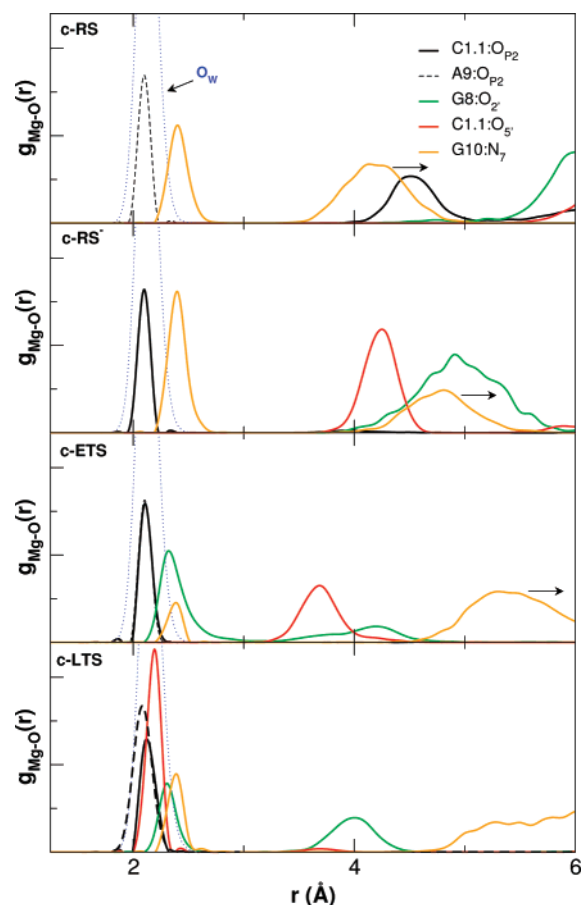 c-RS
O_W
C1.1:O_P2
A9:O_P2
G8:O_2'
C1.1:O_5'
G10:N_7
g_Mg-O(r)
c-RS⁻
g_Mg-O(r)
c-ETS
g_Mg-O(r)
c-LTS
g_Mg-O(r)
2 4 6
r (Å)